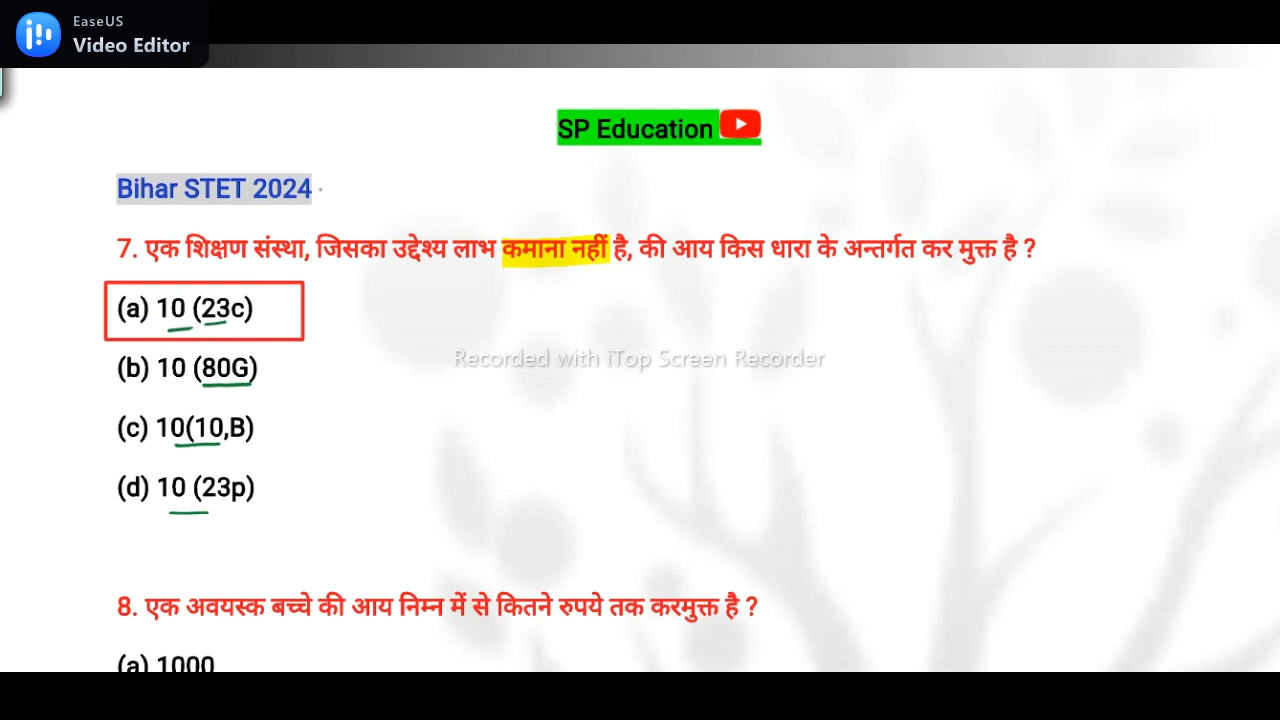 EaseUS
Video Editor
SP Education
Bihar STET 2024
7. एक शिक्षण संस्था, जिसका उद्देश्य लाभ कमाना नहीं है, की आय किस धारा के अन्तर्गत कर मुक्त है ?
(a) 10 (23c)
Recorded with iTop Screen Recorder
(b) 10 (80G)
(c) 10(10,B)
(d) 10 (23p)
8. एक अवयस्क बच्चे की आय निम्न में से कितने रुपये तक करमुक्त है ?
(a) 1000